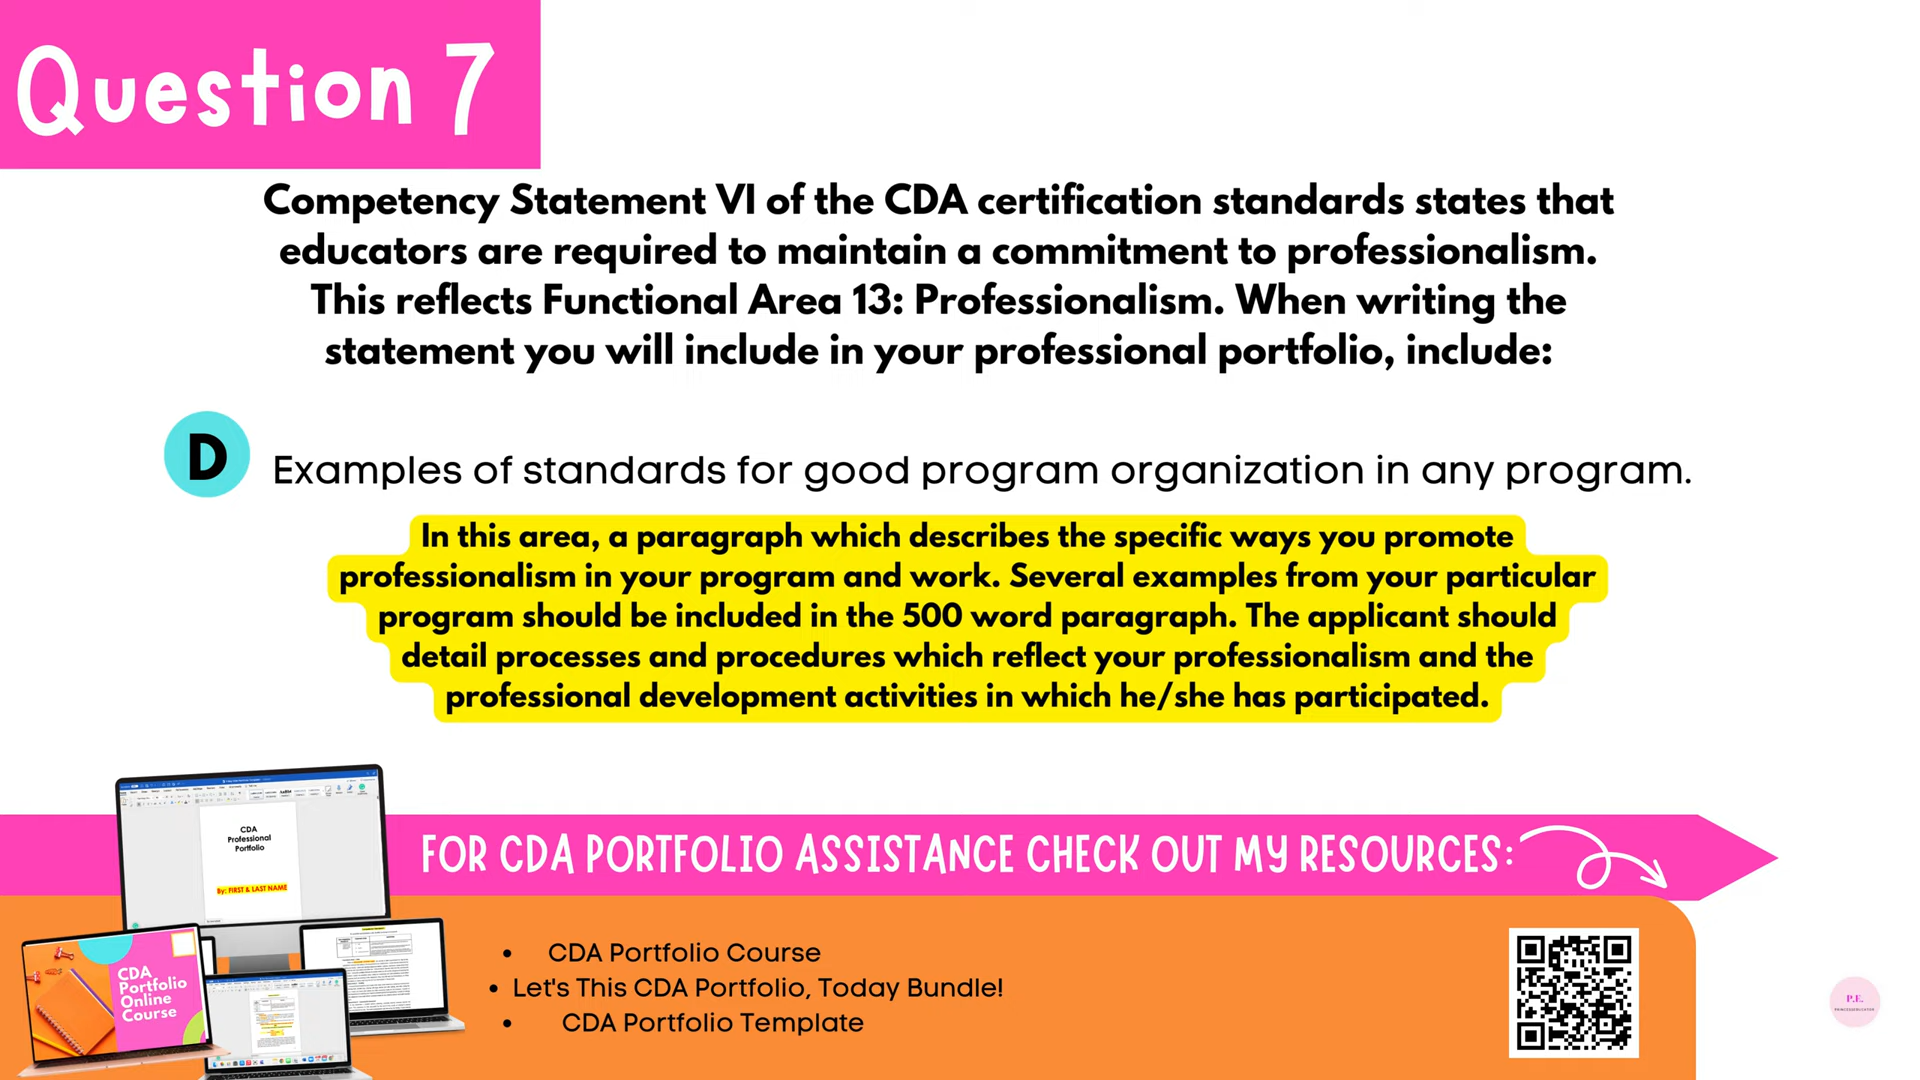 Question 7
Competency Statement VI of the CDA certification standards states that
educators are required to maintain a commitment to professionalism.
This reflects Functional Area 13: Professionalism. When writing the
statement you will include in your professional portfolio, include:
D Examples of standards for good program organization in any program.
In this area, a paragraph which describes the specific ways you promote
professionalism in your program and work. Several examples from your particular
program should be included in the 500 word paragraph. The applicant should
detail processes and procedures which reflect your professionalism and the
professional development activities in which he/she has participated.
CDA
Professional
Portfolio
By: FIRST & LAST NAME
FOR CDA PORTFOLIO ASSISTANCE CHECK OUT MY RESOURCES:
CDA
Portfolio
Online
Course
• CDA Portfolio Course
• Let's This CDA Portfolio, Today Bundle!
• CDA Portfolio Template
P.E.